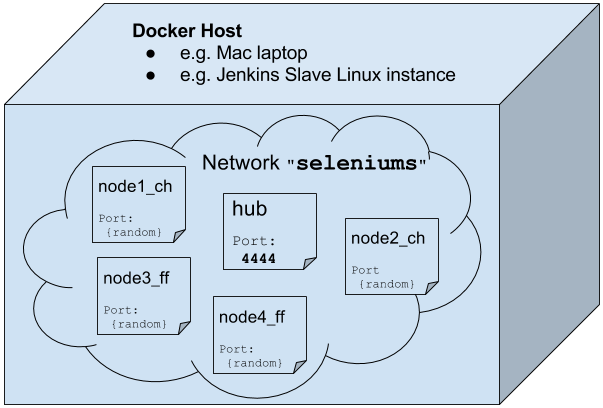 Docker Host
● e.g. Mac laptop
● e.g. Jenkins Slave Linux instance
Network "seleniums"
node1_ch
Port:
{random}
hub
Port:
4444
node2_ch
Port
{random}
node3_ff
Port:
{random}
node4_ff
Port:
{random}